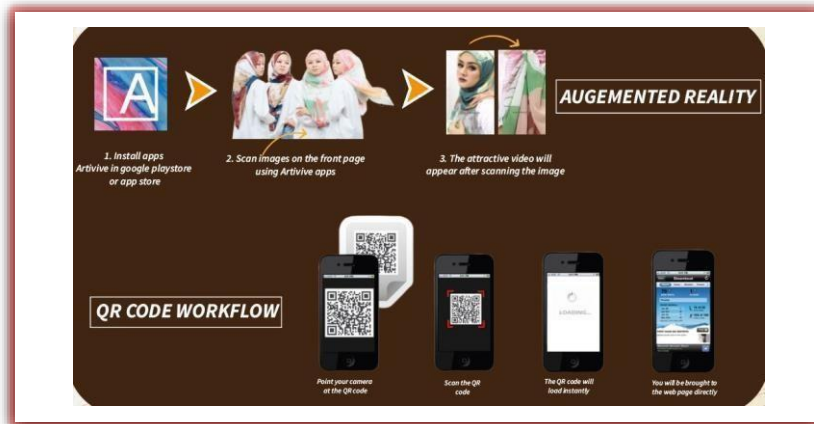 A
AUGEMENTED REALITY
1. Install apps
Artivive in google playstore
or app store
2. Scan images on the front page
using Artivive apps
3. The attractive video will
appear after scanning the image
QR CODE WORKFLOW
LOADING...
Point your camera
at the QR code
Scan the QR
code
The QR code will
load instantly
You will be brought to
the web page directly